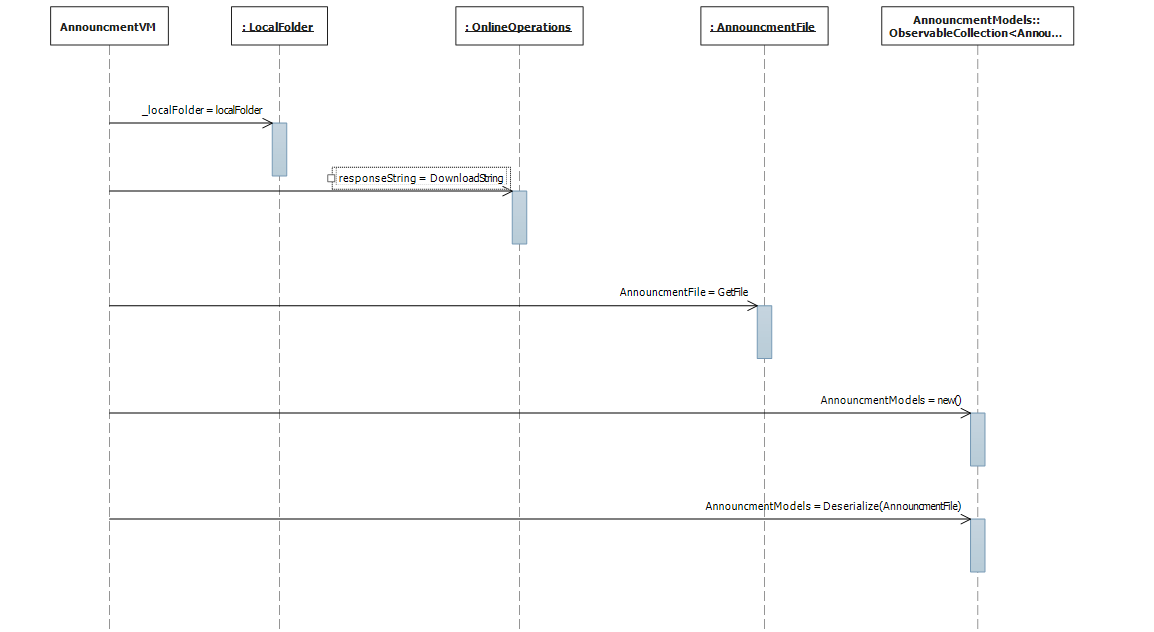 AnnouncmentVM
: LocalFolder
: OnlineOperations
: AnnouncmentFile
AnnouncmentModels::
ObservableCollection<Annou...
_localFolder = localFolder
responseString = DownloadString
AnnouncmentFile = GetFile
AnnouncmentModels = new()
AnnouncmentModels = Deserialize(AnnouncmentFile)